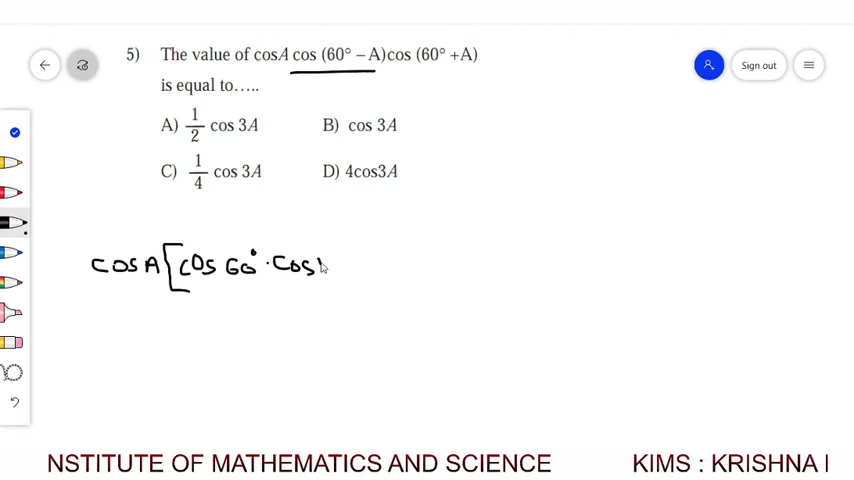 5) The value of cosA cos (60° – A)cos (60° +A)
is equal to.....
A) 1/2 cos 3A B) cos 3A
C) 1/4 cos 3A D) 4cos3A
Sign out
cos A [cos 60° · cos
NSTITUTE OF MATHEMATICS AND SCIENCE KIMS : KRISHNA I